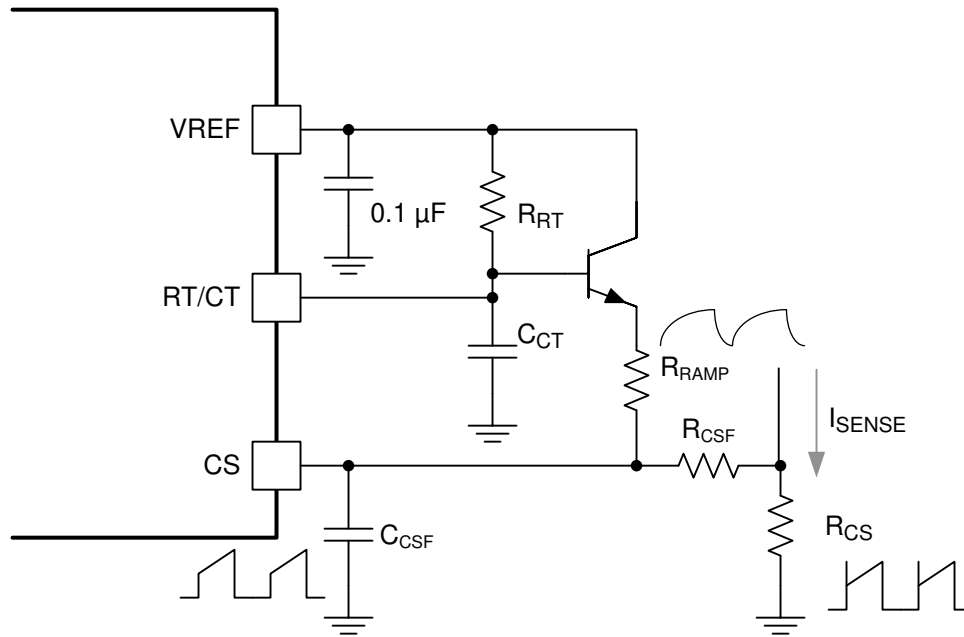 VREF
0.1 µF
RRT
RT/CT
CCT
RRAMP
ISENSE
RCSF
CS
CCSF
RCS